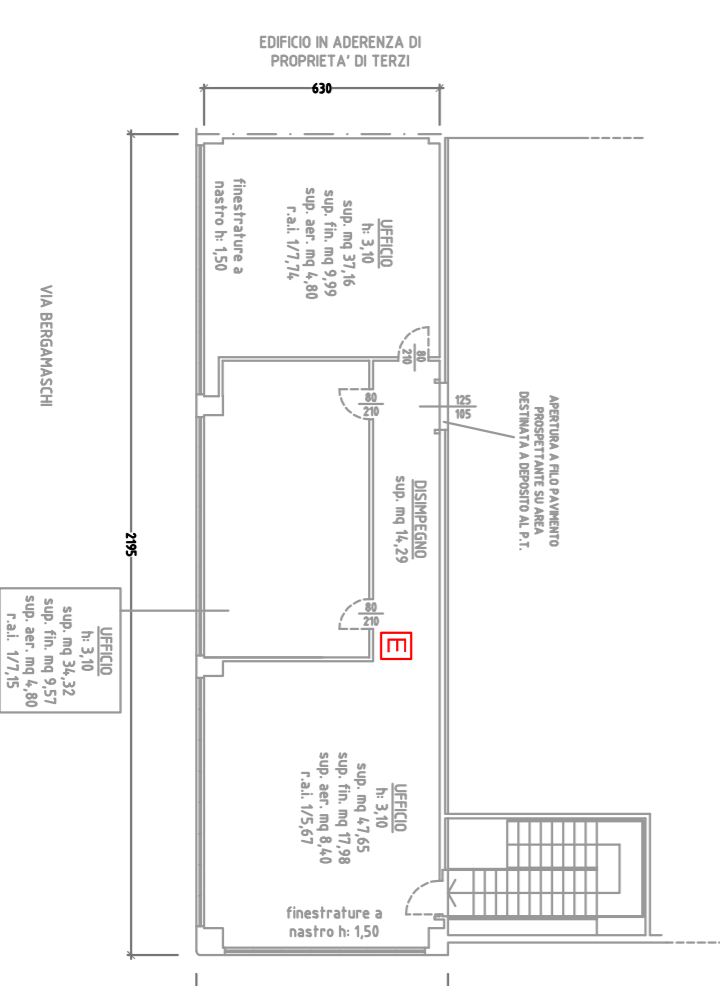 EDIFICIO IN ADERENZA DI
PROPRIETA' DI TERZI
630
UFFICIO
h: 3,10
sup. mq 37,16
sup. fin. mq 9,99
sup. aer. mq 4,80
r.a.i. 1/7,74
finestrature a
nastro h: 1,50
VIA BERGAMASCHI
80
210
80
210
125
105
APERTURA A FILO PAVIMENTO
PROSPETTANTE SU AREA
DESTINATA A DEPOSITO AL P.T.
DISIMPEGNO
sup. mq 14,29
2195
80
210
E
UFFICIO
h: 3,10
sup. mq 34,32
sup. fin. mq 9,57
sup. aer. mq 4,80
r.a.i. 1/7,15
UFFICIO
h: 3,10
sup. mq 47,65
sup. fin. mq 17,98
sup. aer. mq 8,40
r.a.i. 1/5,67
finestrature a
nastro h: 1,50